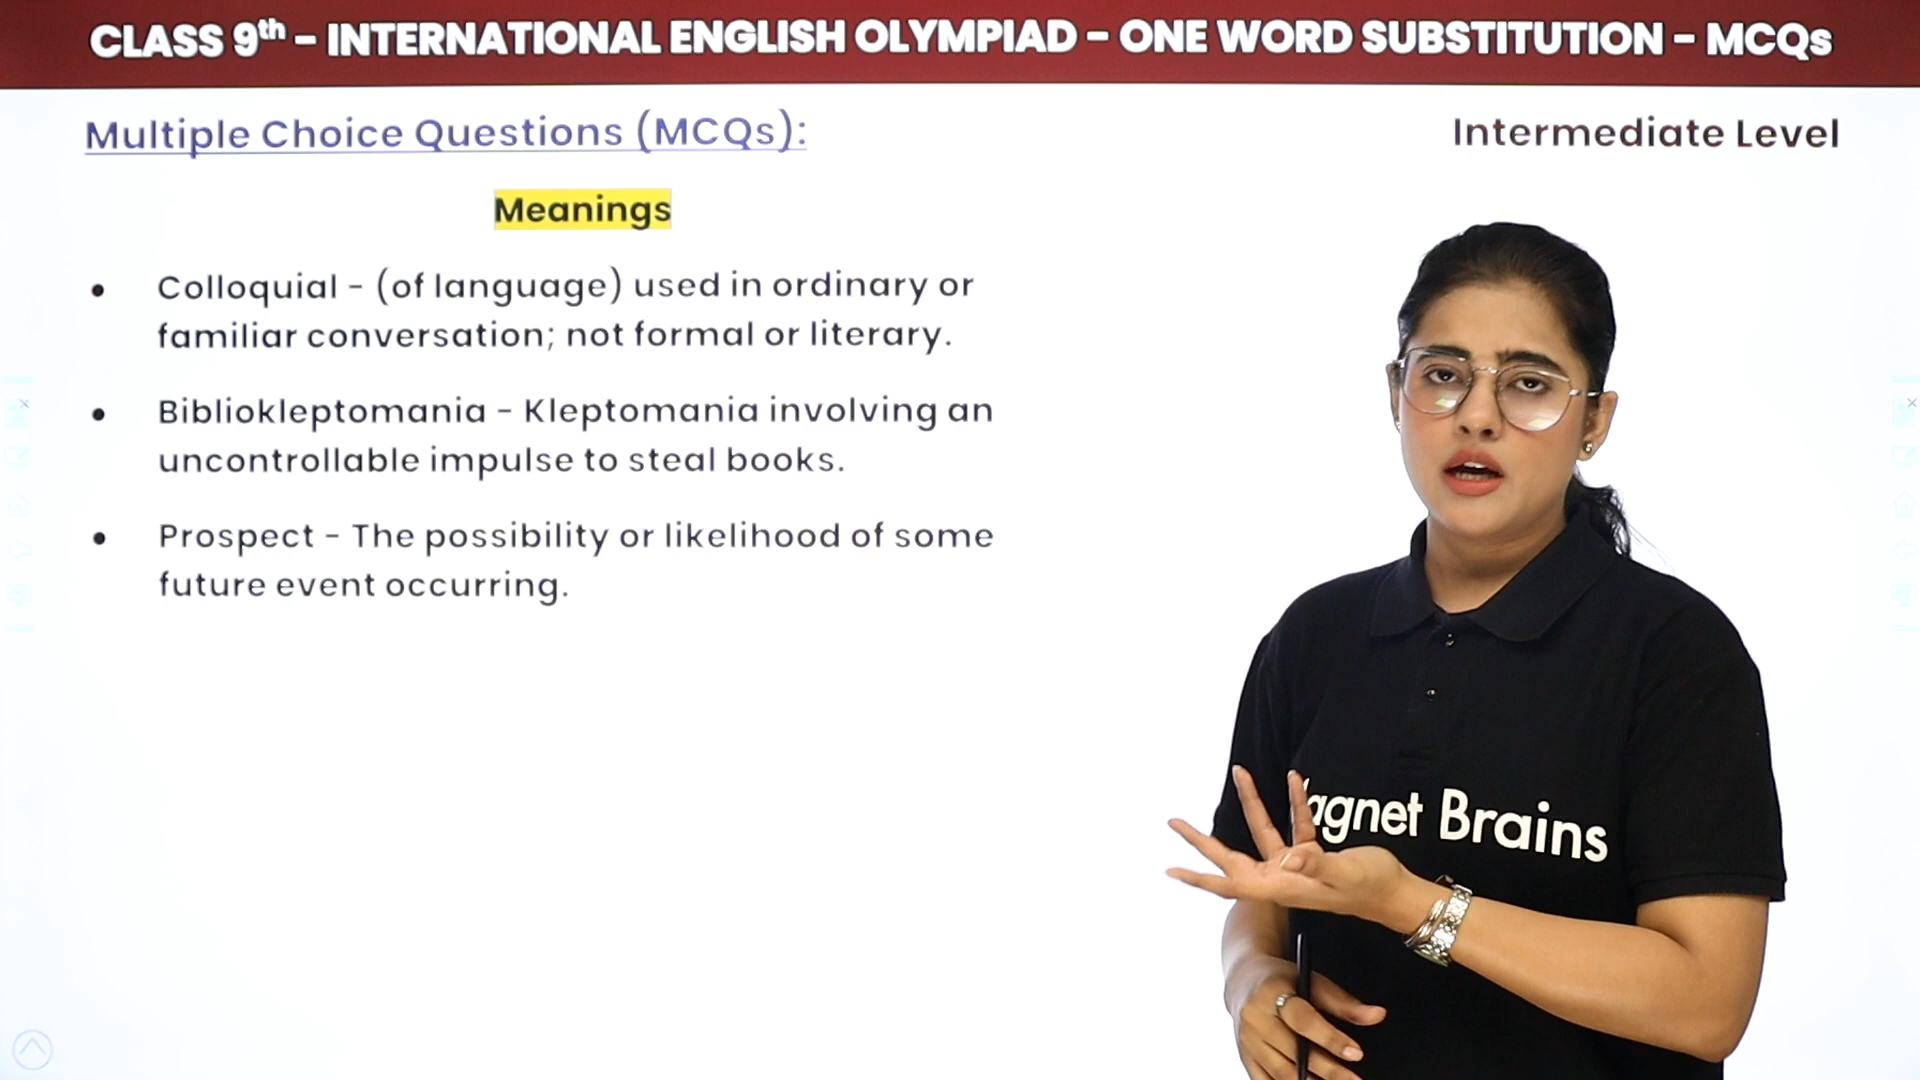 CLASS 9th - INTERNATIONAL ENGLISH OLYMPIAD - ONE WORD SUBSTITUTION - MCQs
Multiple Choice Questions (MCQs):
Intermediate Level
Meanings
• Colloquial - (of language) used in ordinary or
familiar conversation; not formal or literary.
• Bibliokleptomania - Kleptomania involving an
uncontrollable impulse to steal books.
• Prospect - The possibility or likelihood of some
future event occurring.
agnet Brains